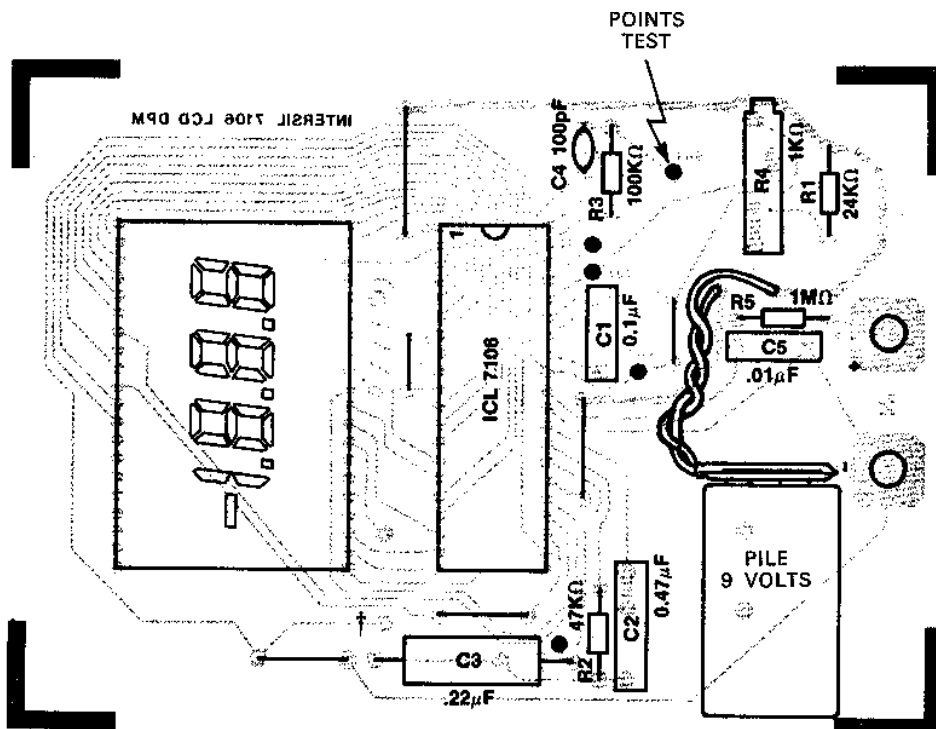 POINTS
TEST
INTERSIL 7106 LCD DPM
C4 100pF
R3
100KΩ
R4
1KΩ
R1
24KΩ
1
ICL 7106
C1
0.1µF
R5
1MΩ
C5
.01µF
+
PILE
9 VOLTS
47KΩ
R2
C2
0.47µF
C3
.22µF